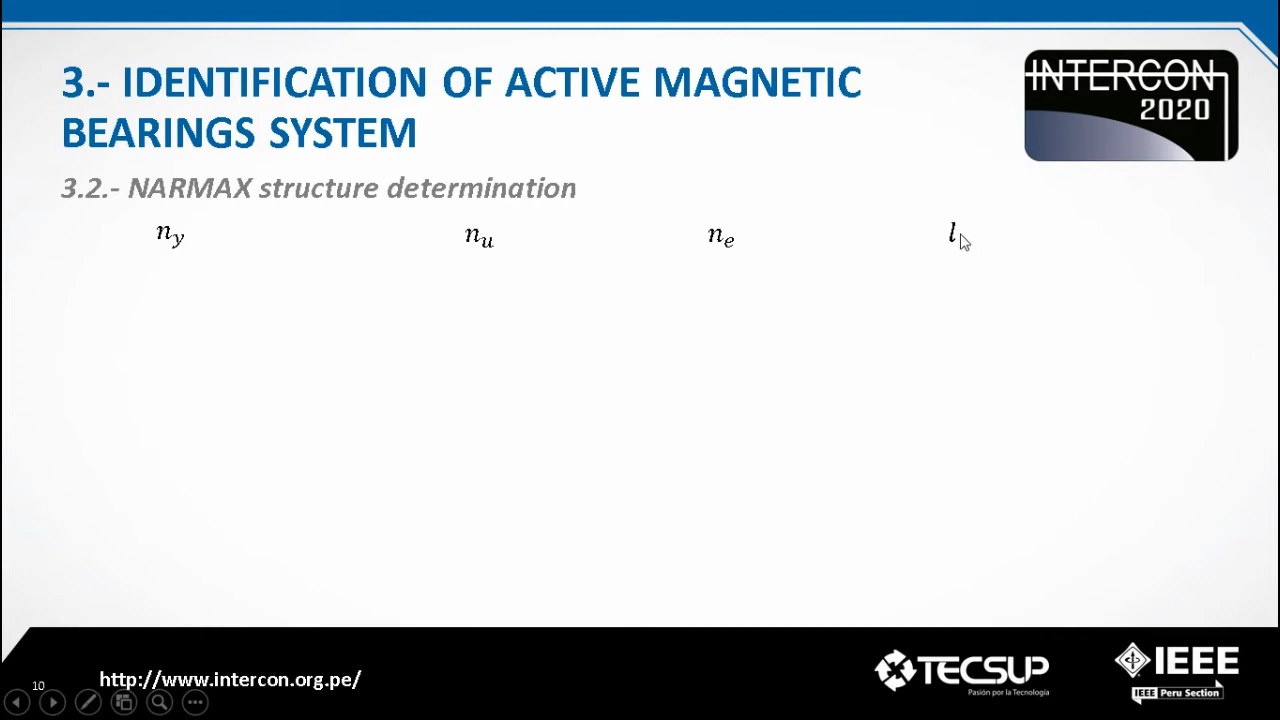 3.- IDENTIFICATION OF ACTIVE MAGNETIC
BEARINGS SYSTEM
INTERCON
2020
3.2.- NARMAX structure determination
n_y n_u n_e l
10
http://www.intercon.org.pe/
TECSUP
Pasión por la Tecnología
IEEE
IEEE Peru Section